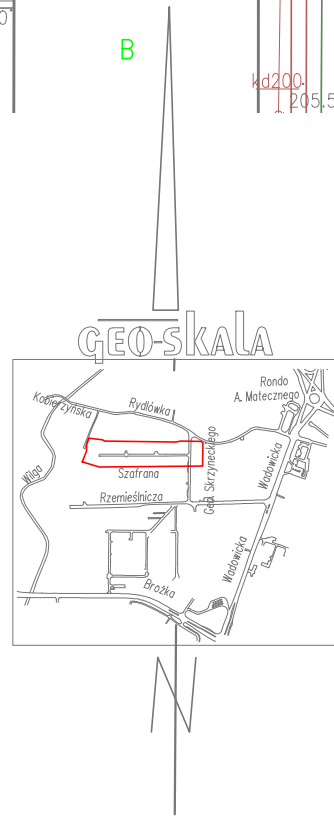 B
kd200
205.5
GEO-SKALA
Rondo
A. Matecznego
Kobierzyńska
Rydlówka
Wilga
Szafrana
Gen. Skrzyneckiego
Wadowicka
Rzemieślnicza
Wadowicka
Brożka
N